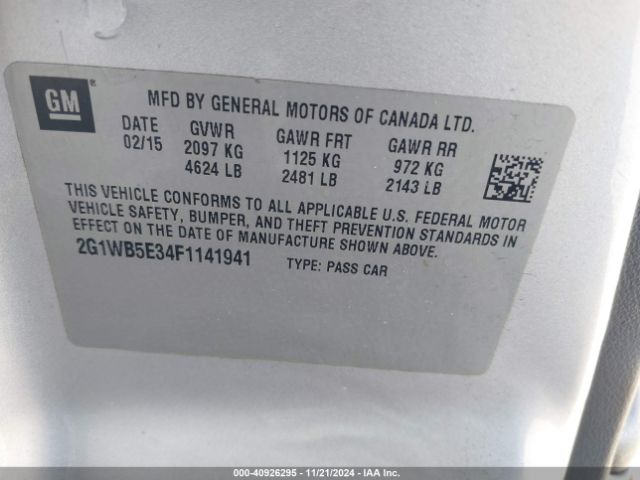 GM ®
MFD BY GENERAL MOTORS OF CANADA LTD.
DATE GVWR GAWR FRT GAWR RR
02/15 2097 KG 1125 KG 972 KG
4624 LB 2481 LB 2143 LB
THIS VEHICLE CONFORMS TO ALL APPLICABLE U.S. FEDERAL MOTOR
VEHICLE SAFETY, BUMPER, AND THEFT PREVENTION STANDARDS IN
EFFECT ON THE DATE OF MANUFACTURE SHOWN ABOVE.
2G1WB5E34F1141941 TYPE: PASS CAR
000-40926295 - 11/21/2024 - IAA Inc.